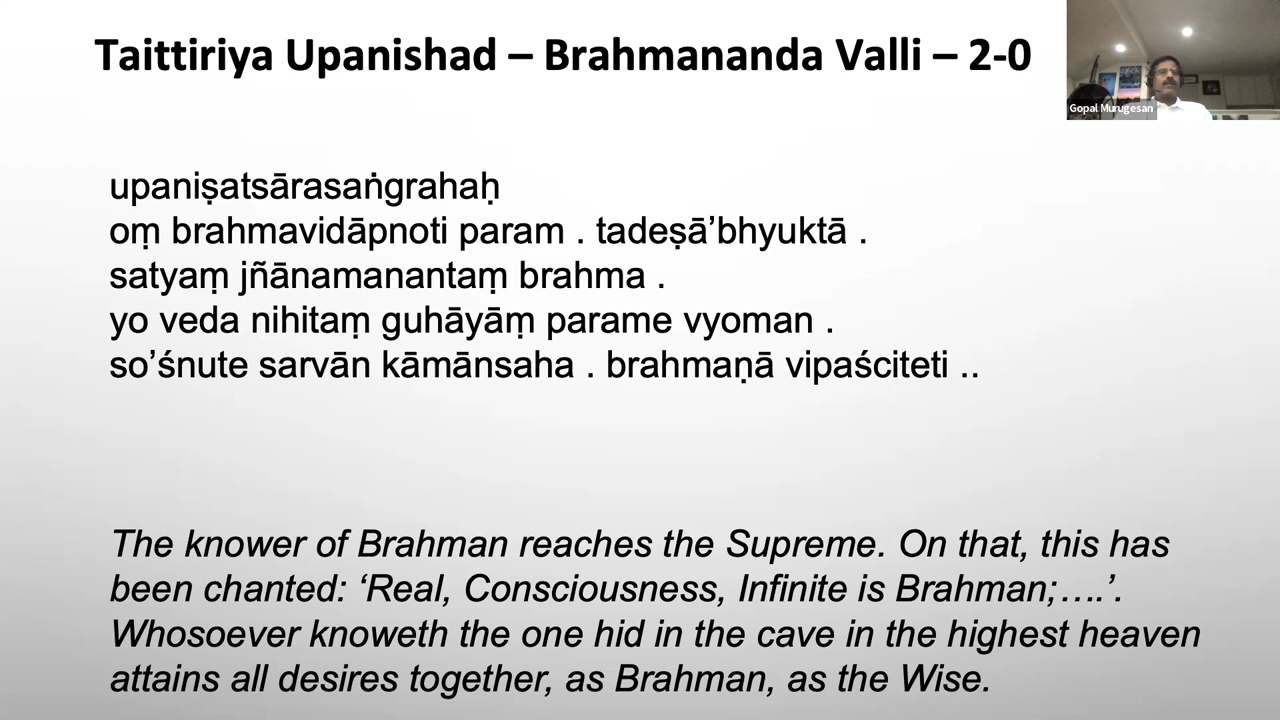 Taittiriya Upanishad – Brahmananda Valli – 2-0
Gopal Murugesan
upaniṣatsārasaṅgrahaḥ
oṃ brahmavidāpnoti param . tadeṣā’bhyuktā .
satyaṃ jñānamanantaṃ brahma .
yo veda nihitaṃ guhāyāṃ parame vyoman .
so’śnute sarvān kāmānsaha . brahmaṇā vipaściteti ..
The knower of Brahman reaches the Supreme. On that, this has
been chanted: ‘Real, Consciousness, Infinite is Brahman;….’.
Whosoever knoweth the one hid in the cave in the highest heaven
attains all desires together, as Brahman, as the Wise.